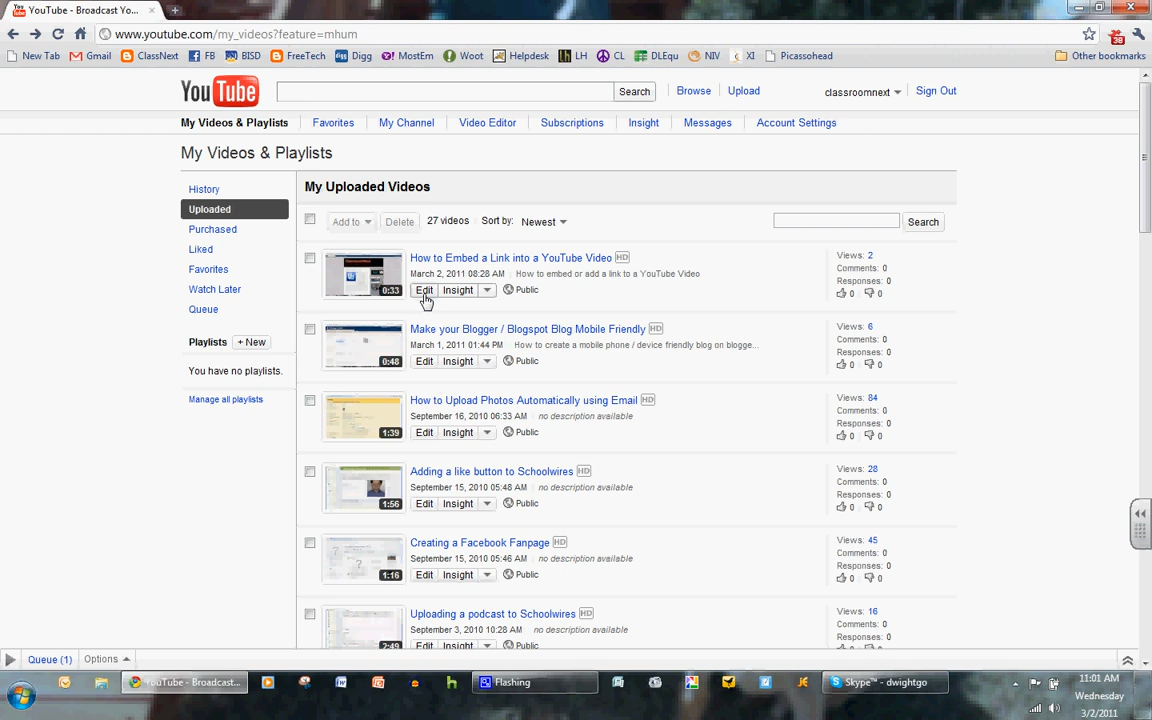 YouTube - Broadcast Yo...
www.youtube.com/my_videos?feature=mhum
38
New Tab Gmail ClassNext FB BISD FreeTech Digg MostEm Woot Helpdesk LH CL DLEqu NIV XI Picassohead Other bookmarks
YouTube Search Browse Upload classroomnext Sign Out
My Videos & Playlists Favorites My Channel Video Editor Subscriptions Insight Messages Account Settings
My Videos & Playlists
History
Uploaded
Purchased
Liked
Favorites
Watch Later
Queue
Playlists + New
You have no playlists.
Manage all playlists
My Uploaded Videos
Add to Delete 27 videos Sort by: Newest Search
How to Embed a Link into a YouTube Video HD
March 2, 2011 08:28 AM How to embed or add a link to a YouTube Video
0:33 Edit Insight Public
Views: 2
Comments: 0
Responses: 0
0 0
Make your Blogger / Blogspot Blog Mobile Friendly HD
March 1, 2011 01:44 PM How to create a mobile phone / device friendly blog on blogge...
0:48 Edit Insight Public
Views: 6
Comments: 0
Responses: 0
0 0
How to Upload Photos Automatically using Email HD
September 16, 2010 06:33 AM no description available
1:39 Edit Insight Public
Views: 84
Comments: 0
Responses: 0
0 0
Adding a like button to Schoolwires HD
September 15, 2010 05:48 AM no description available
1:56 Edit Insight Public
Views: 28
Comments: 0
Responses: 0
0 0
Creating a Facebook Fanpage HD
September 15, 2010 05:46 AM no description available
1:16 Edit Insight Public
Views: 45
Comments: 0
Responses: 0
0 0
Uploading a podcast to Schoolwires HD
September 3, 2010 10:28 AM no description available
2:49 Edit Insight Public
Views: 16
Comments: 0
Responses: 0
Queue (1) Options
YouTube - Broadcast... Flashing Skype™ - dwightgo
11:01 AM
Wednesday
3/2/2011